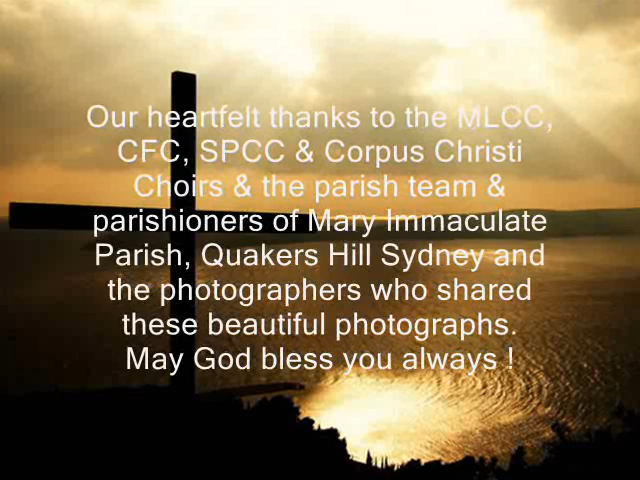 Our heartfelt thanks to the MLCC,
CFC, SPCC & Corpus Christi
Choirs & the parish team &
parishioners of Mary Immaculate
Parish, Quakers Hill Sydney and
the photographers who shared
these beautiful photographs.
May God bless you always !